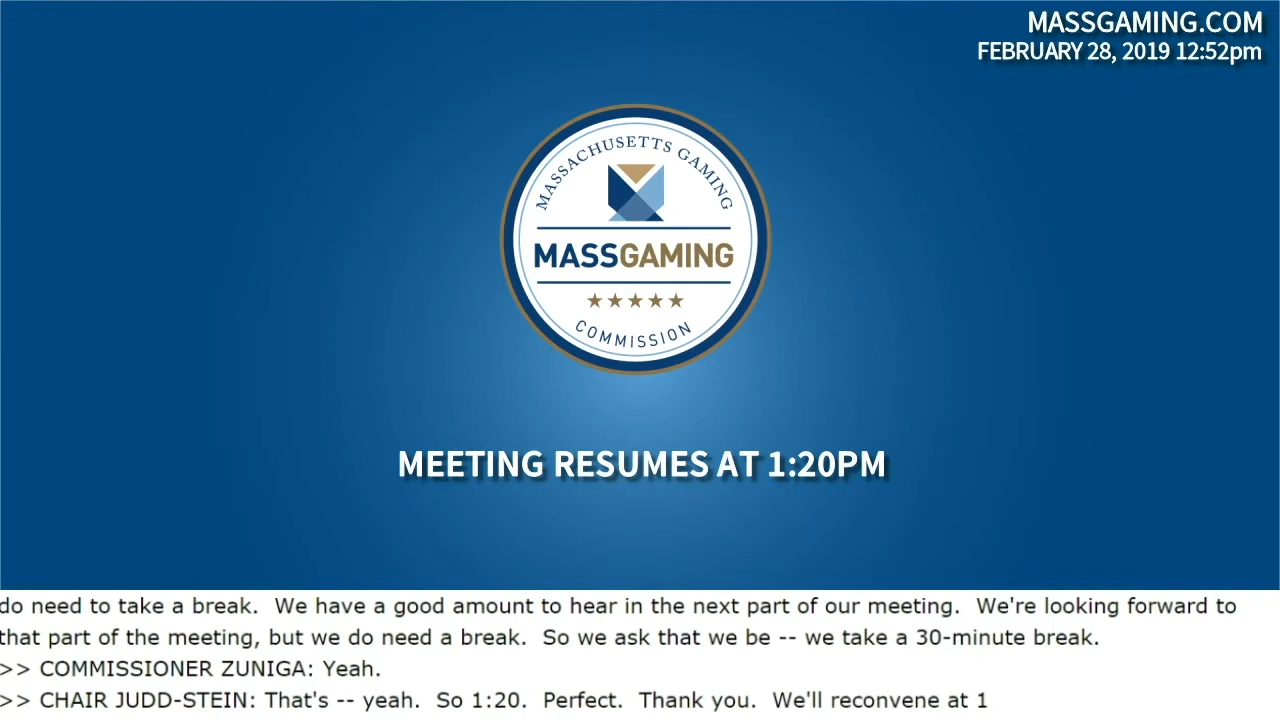 MASSGAMING.COM
FEBRUARY 28, 2019 12:52pm
MASSACHUSETTS GAMING
MASSGAMING
COMMISSION
MEETING RESUMES AT 1:20PM
do need to take a break.  We have a good amount to hear in the next part of our meeting.  We're looking forward to
that part of the meeting, but we do need a break.  So we ask that we be -- we take a 30-minute break.
>> COMMISSIONER ZUNIGA: Yeah.
>> CHAIR JUDD-STEIN: That's -- yeah.  So 1:20.  Perfect.  Thank you.  We'll reconvene at 1